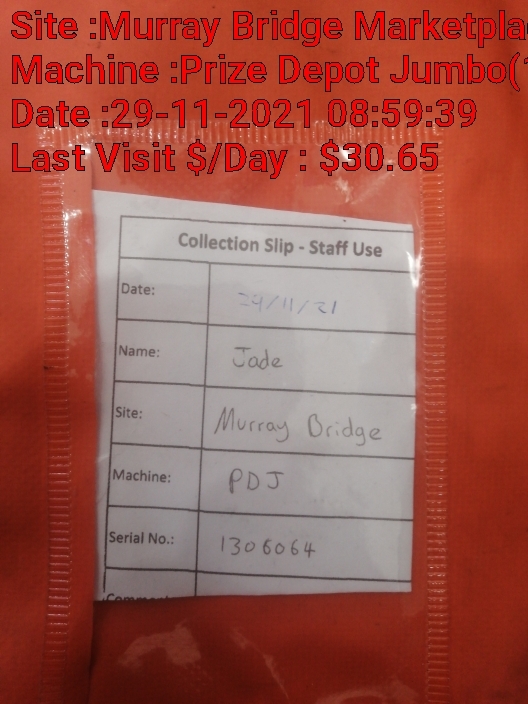 Site :Murray Bridge Marketpla
Machine :Prize Depot Jumbo(
Date :29-11-2021 08:59:39
Last Visit $/Day : $30.65
Collection Slip - Staff Use
Date: 29/11/21
Name: Jade
Site: Murray Bridge
Machine: PDJ
Serial No.: 1306064